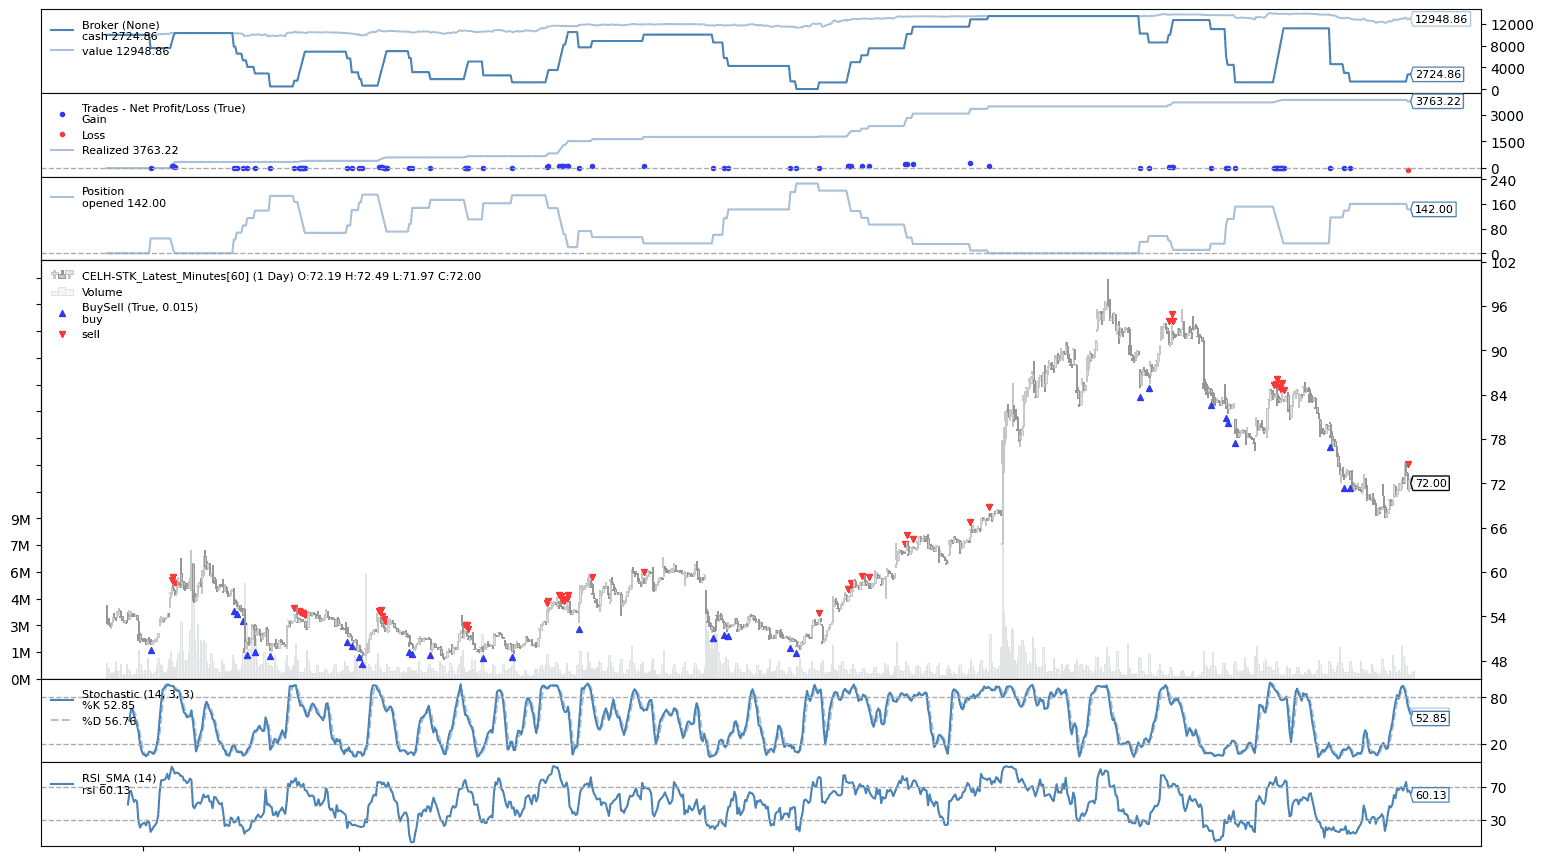 Broker (None)
cash 2724.86
value 12948.86
12948.86
12000
8000
4000
2724.86
0
Trades - Net Profit/Loss (True)
Gain
Loss
Realized 3763.22
3763.22
3000
1500
0
Position
opened 142.00
240
160
142.00
80
0
CELH-STK_Latest_Minutes[60] (1 Day) O:72.19 H:72.49 L:71.97 C:72.00
Volume
BuySell (True, 0.015)
buy
sell
102
96
90
84
78
72
72.00
66
60
54
48
9M
7M
6M
4M
3M
1M
0M
Stochastic (14, 3, 3)
%K 52.85
%D 56.76
80
52.85
20
RSI_SMA (14)
rsi 60.13
70
60.13
30